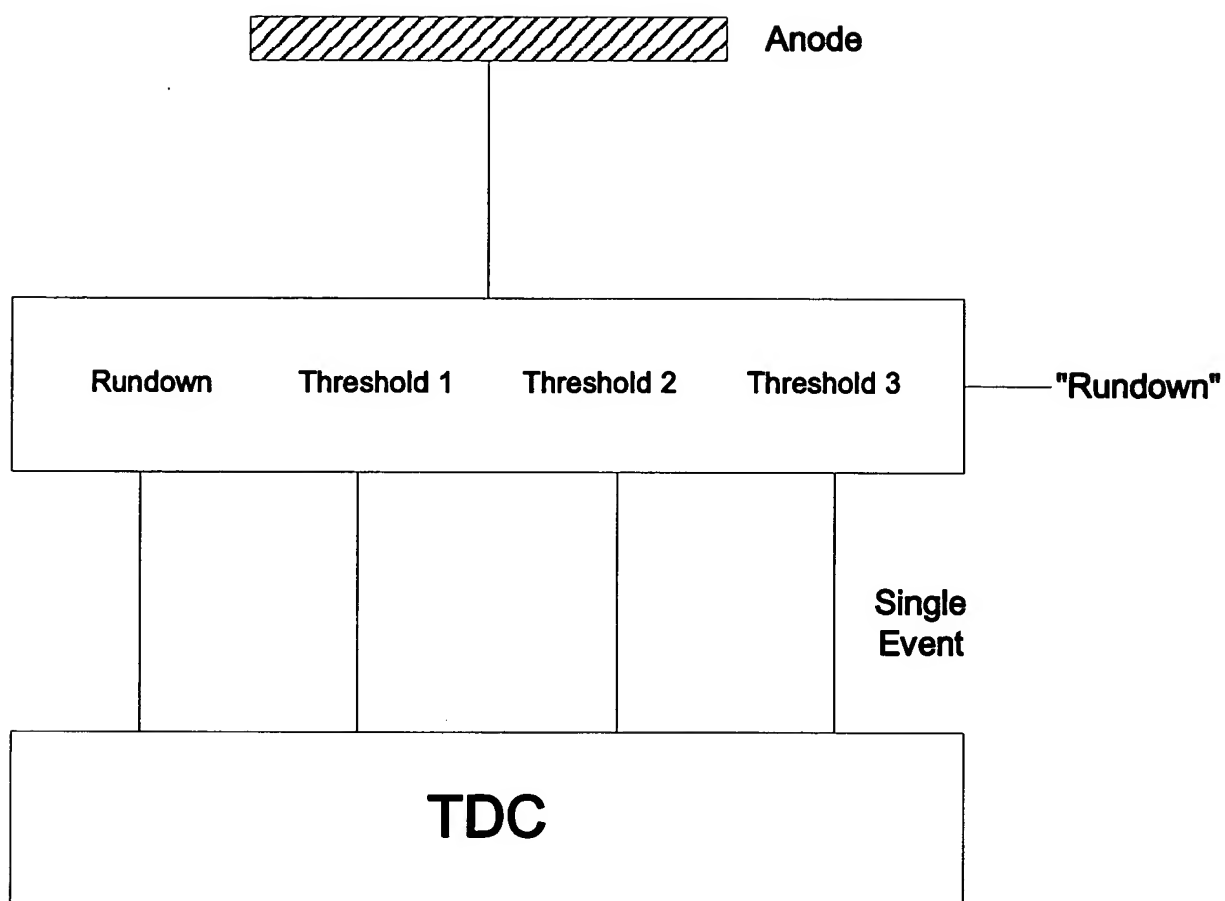 Anode
Rundown Threshold 1 Threshold 2 Threshold 3
"Rundown"
Single
Event
TDC